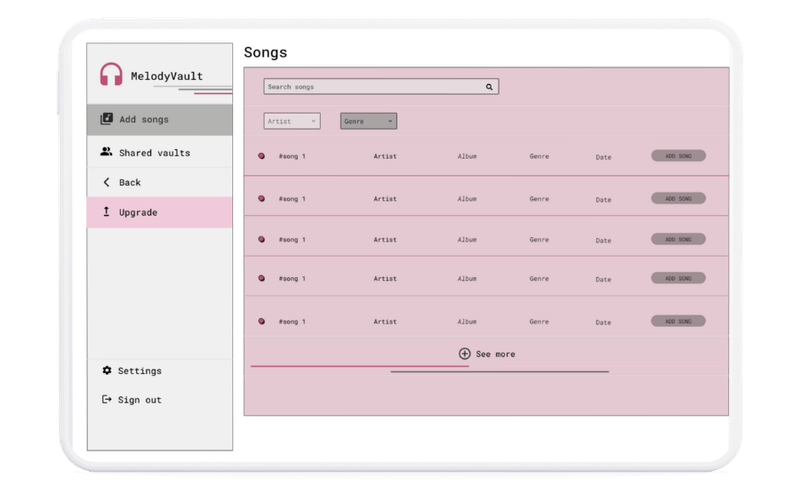 MelodyVault
Add songs
Shared vaults
Back
Upgrade
Settings
Sign out
Songs
Search songs
Artist Genre
#song 1 Artist Album Genre Date ADD SONG
#song 1 Artist Album Genre Date ADD SONG
#song 1 Artist Album Genre Date ADD SONG
#song 1 Artist Album Genre Date ADD SONG
#song 1 Artist Album Genre Date ADD SONG
See more